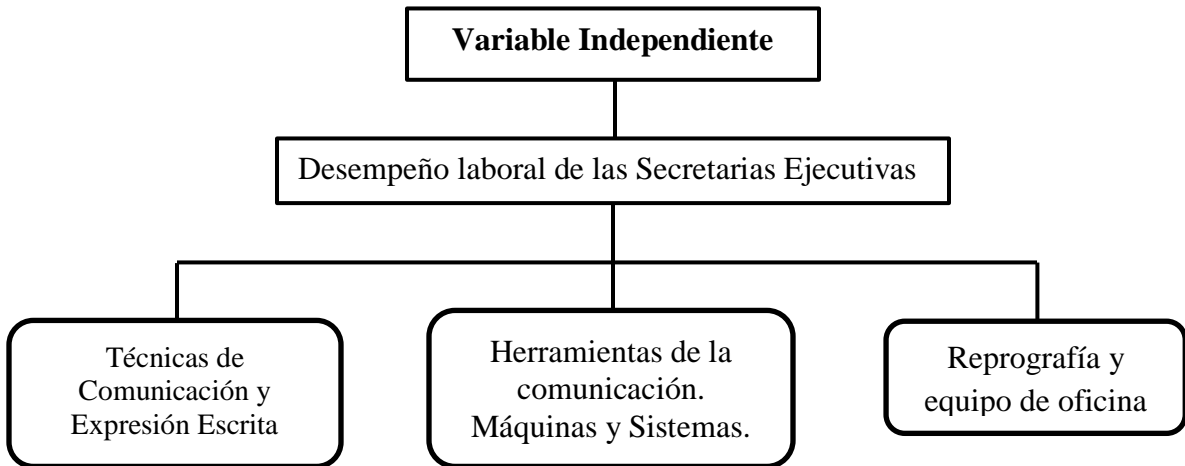 Variable Independiente
Desempeño laboral de las Secretarias Ejecutivas
Técnicas de
Comunicación y
Expresión Escrita
Herramientas de la
comunicación.
Máquinas y Sistemas.
Reprografía y
equipo de oficina